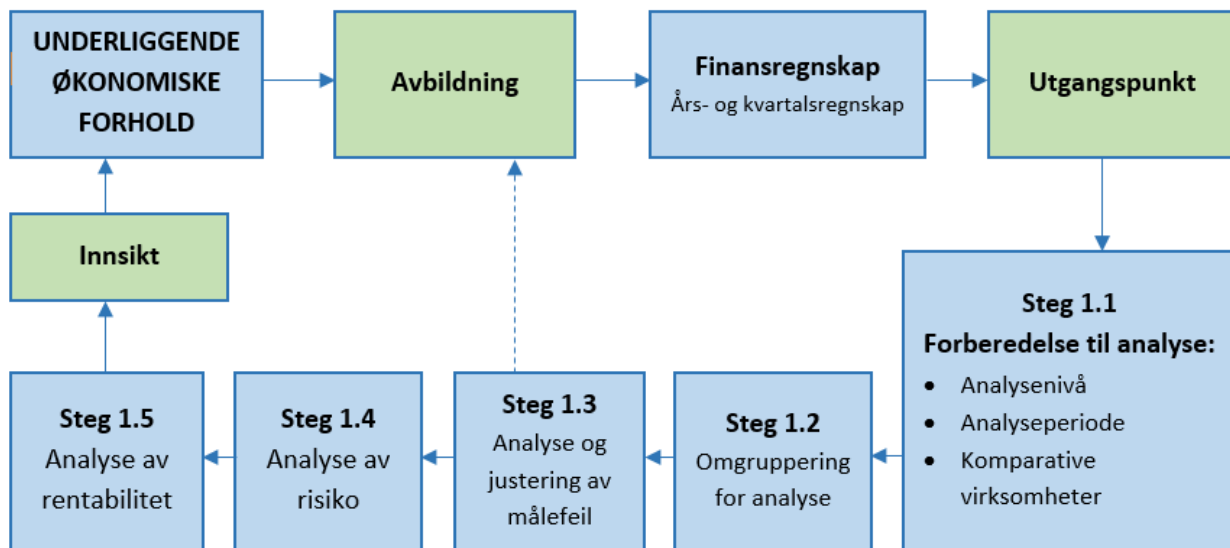 UNDERLIGGENDE
ØKONOMISKE
FORHOLD
Avbildning
Finansregnskap
Års- og kvartalsregnskap
Utgangspunkt
Innsikt
Steg 1.1
Forberedelse til analyse:
• Analysenivå
• Analyseperiode
• Komparative
virksomheter
Steg 1.2
Omgruppering
for analyse
Steg 1.3
Analyse og
justering av
målefeil
Steg 1.4
Analyse av
risiko
Steg 1.5
Analyse av
rentabilitet